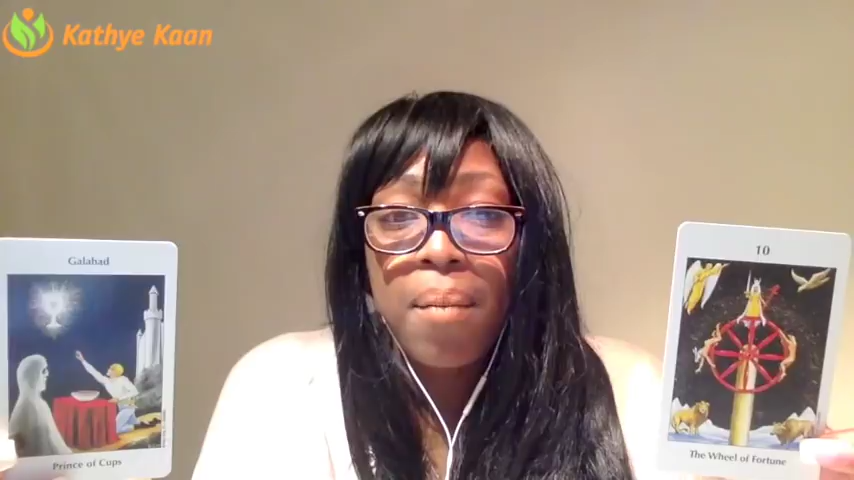 Kathye Kaan
Galahad
Prince of Cups
10
The Wheel of Fortune